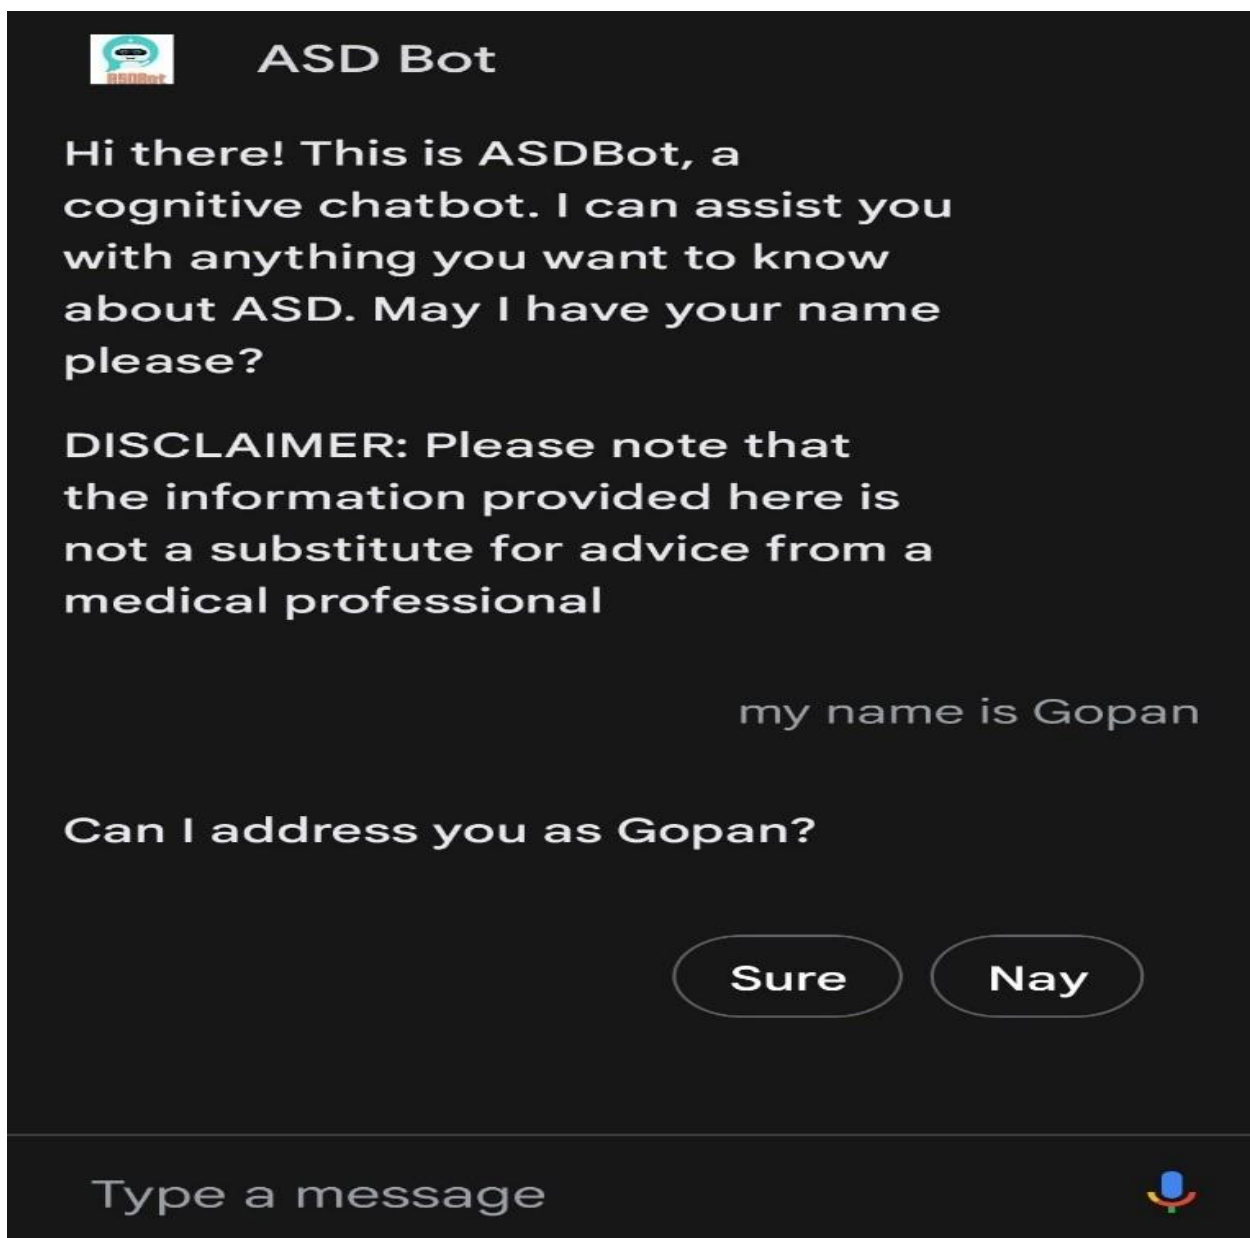 ASDBot
ASD Bot
Hi there! This is ASDBot, a
cognitive chatbot. I can assist you
with anything you want to know
about ASD. May I have your name
please?
DISCLAIMER: Please note that
the information provided here is
not a substitute for advice from a
medical professional
my name is Gopan
Can I address you as Gopan?
Sure
Nay
Type a message